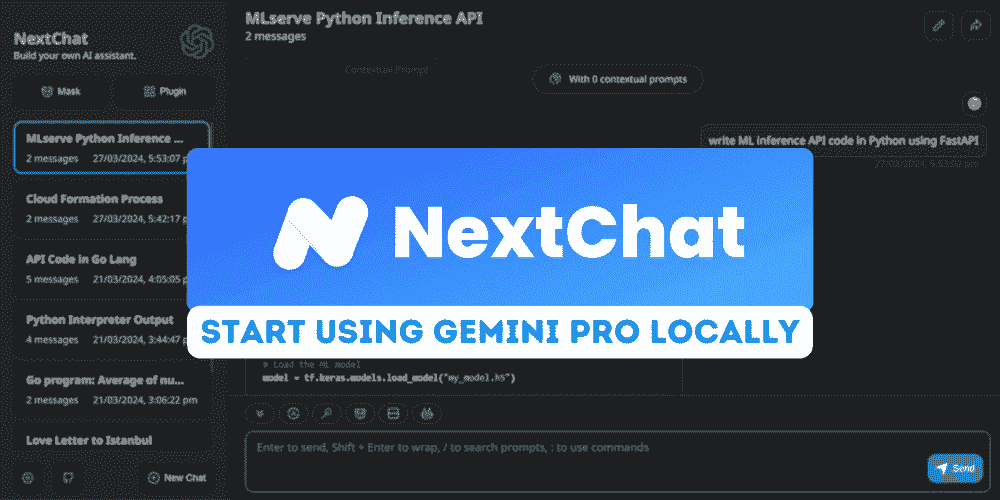 NextChat
Build your own AI assistant.
Mask
Plugin
MLserve Python Inference ...
2 messages
27/03/2024, 5:53:07 p
Cloud Formation Process
2 messages
27/03/2024, 5:42:17 p
API Code in Go Lang
5 messages
21/03/2024, 4:05:05 p
Python Interpreter Output
4 messages
21/03/2024, 3:44:47 p
Go program: Average of nu...
2 messages
21/03/2024, 3:06:22 pm
Love Letter to Istanbul
New Chat
MLserve Python Inference API
2 messages
Contextual Prompt
With 0 contextual prompts
write ML inference API code in Python using FastAPI
27/03/2024, 5:53:02 pm
NextChat
START USING GEMINI PRO LOCALLY
# Load the ML model
model = tf.keras.models.load_model("my_model.h5")
Enter to send, Shift + Enter to wrap, / to search prompts, : to use commands
Send